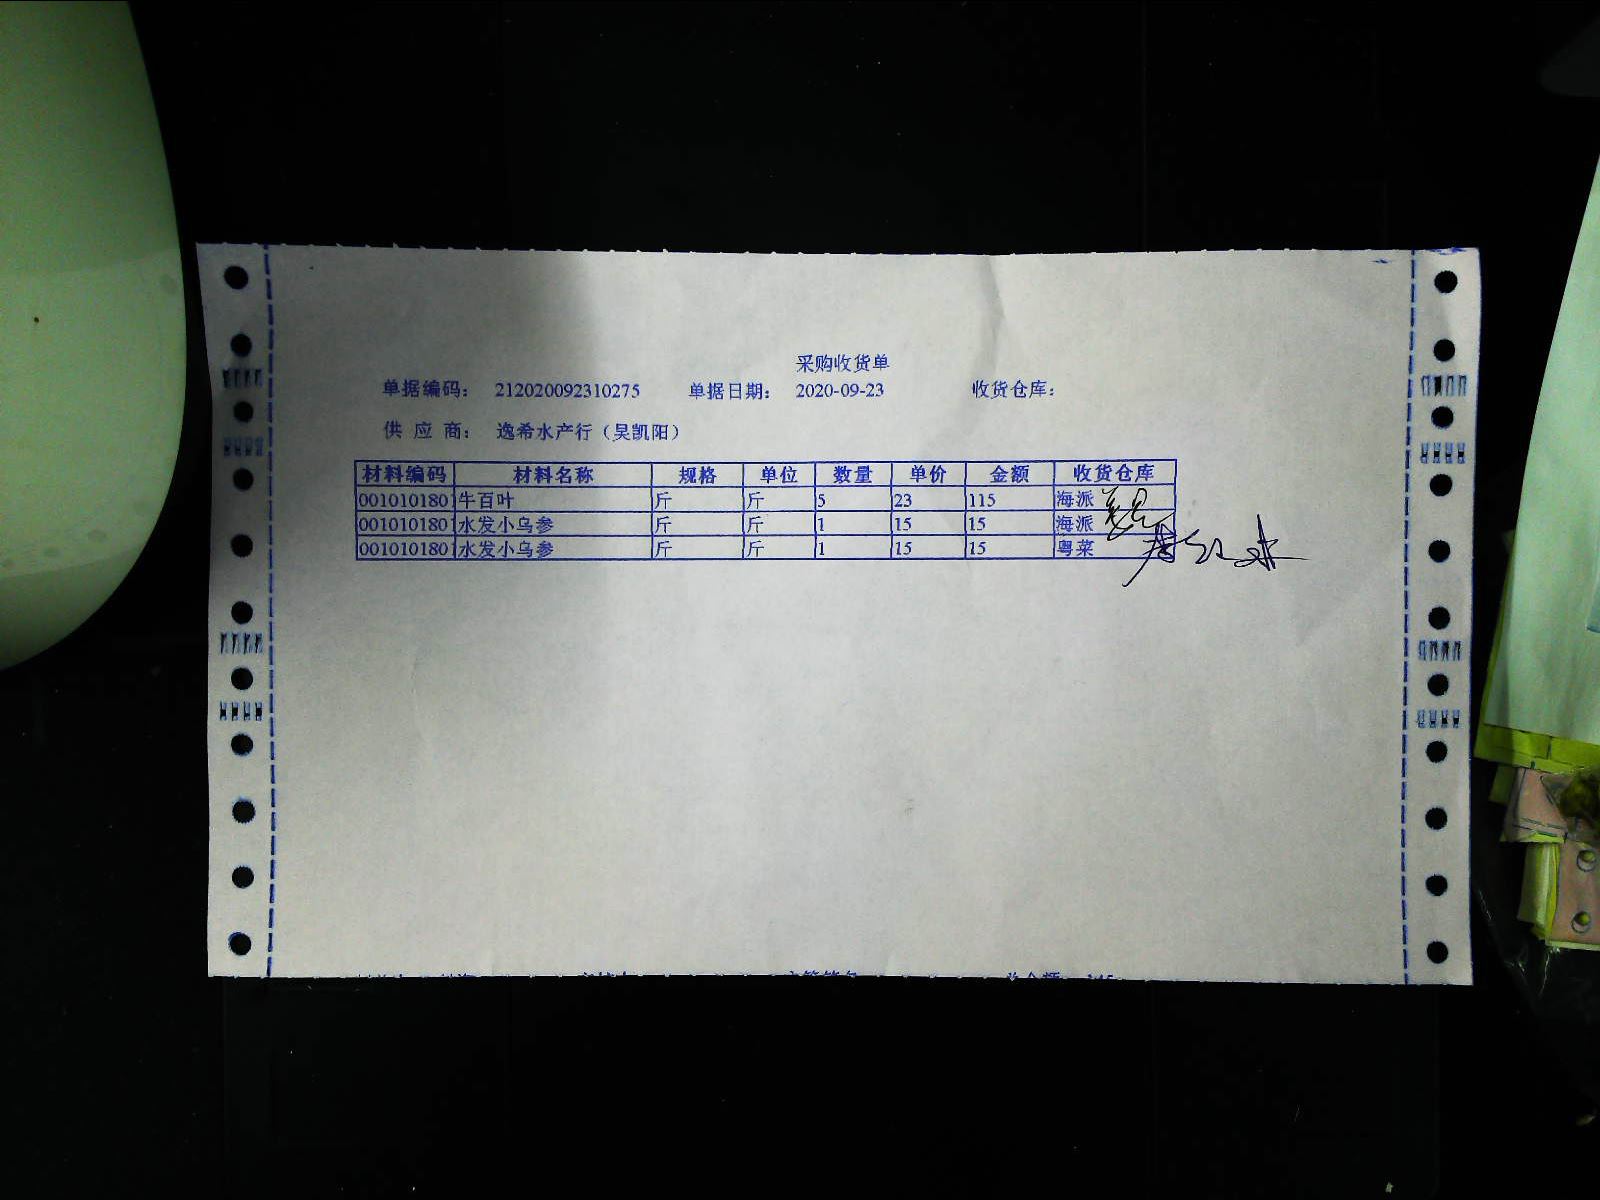 采购收货单
单据编码： 212020092310275 单据日期： 2020-09-23 收货仓库：
供 应 商： 逸希水产行（吴凯阳）
材料编码 材料名称 规格 单位 数量 单价 金额 收货仓库
0010101801 牛百叶 斤 斤 5 23 115 海派
0010101801 水发小乌参 斤 斤 1 15 15 海派
0010101801 水发小乌参 斤 斤 1 15 15 粤菜